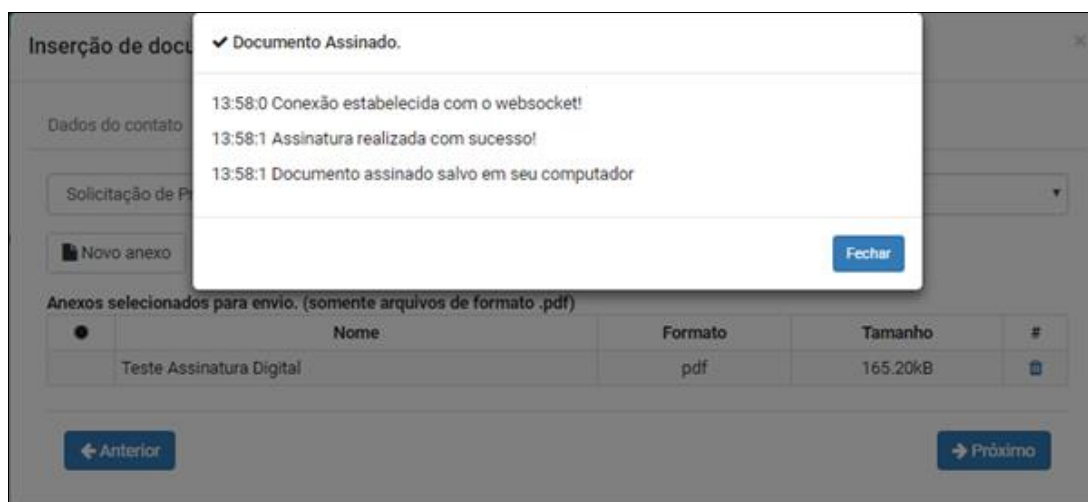 Inserção de docu
✔ Documento Assinado.
×
13:58:0 Conexão estabelecida com o websocket!
Dados do contato
13:58:1 Assinatura realizada com sucesso!
13:58:1 Documento assinado salvo em seu computador
Solicitação de P
Novo anexo
Fechar
Anexos selecionados para envio. (somente arquivos de formato .pdf)
Nome Formato Tamanho #
Teste Assinatura Digital pdf 165.20kB
Anterior
Próximo